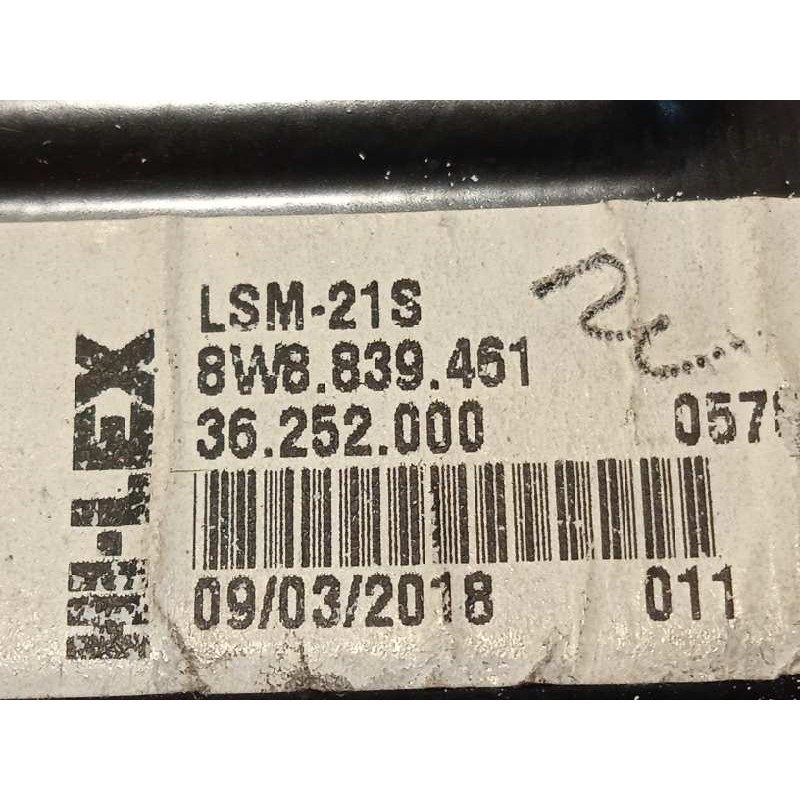 HI-LEX
LSM-21S
8W8.839.461
36.252.000
09/03/2018 011